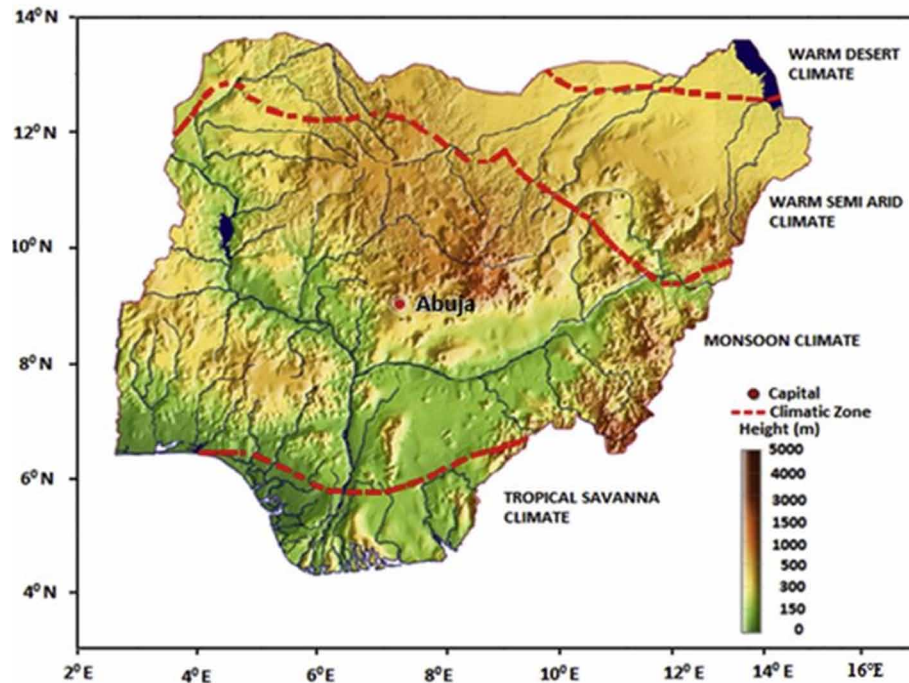 14° N
12° N
10° N
8° N
6° N
4° N
2° E
4° E
6° E
8° E
10° E
12° E
14° E
16° E
WARM DESERT
CLIMATE
WARM SEMI ARID
CLIMATE
Abuja
MONSOON CLIMATE
Capital
Climatic Zone
Height (m)
5000
4000
3000
1500
1000
500
300
150
0
TROPICAL SAVANNA
CLIMATE